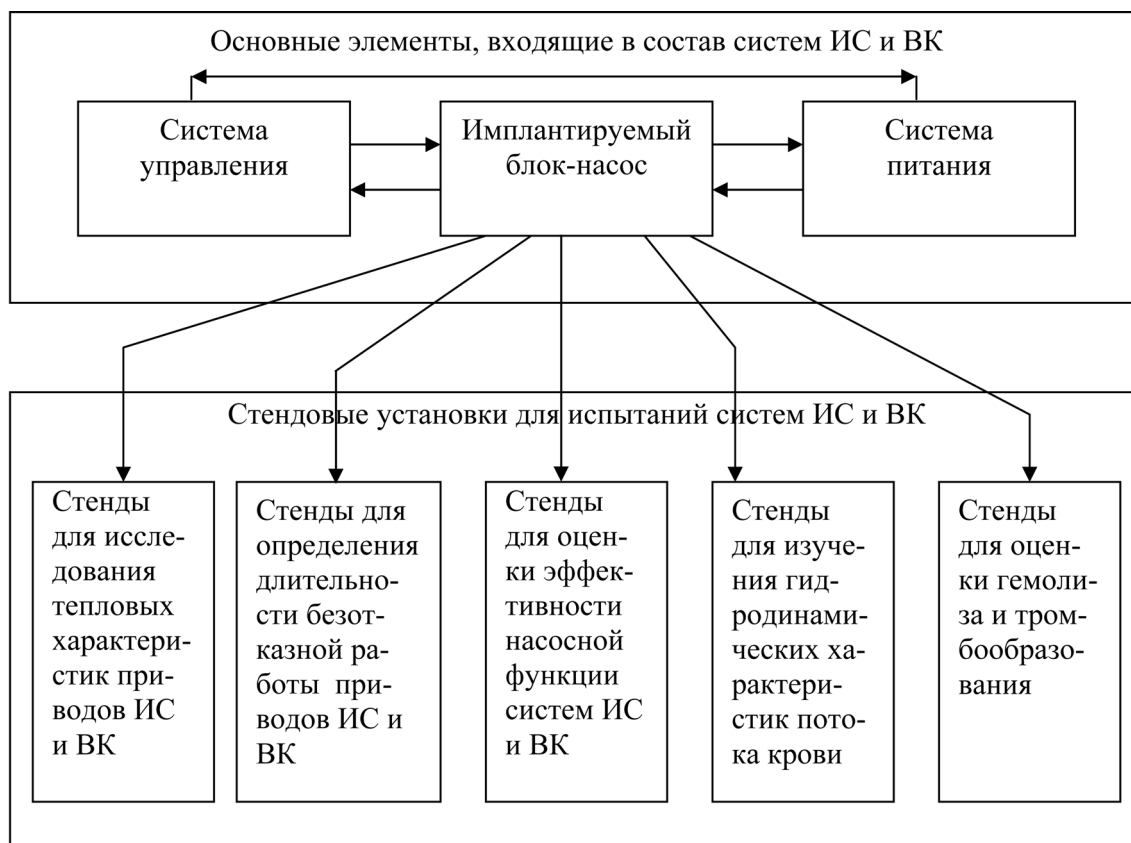 Основные элементы, входящие в состав систем ИС и ВК
Система
управления
Имплантируемый
блок-насос
Система
питания
Стендовые установки для испытаний систем ИС и ВК
Стенды
для иссле-
дования
тепловых
характери-
стик при-
водов ИС
и ВК
Стенды для
определения
длительно-
сти безот-
казной ра-
боты при-
водов ИС и
ВК
Стенды
для оцен-
ки эффек-
тивности
насосной
функции
систем ИС
и ВК
Стенды
для изуче-
ния гид-
родинами-
ческих ха-
рактери-
стик пото-
ка крови
Стенды
для оцен-
ки гемоли-
за и тром-
бообразо-
вания